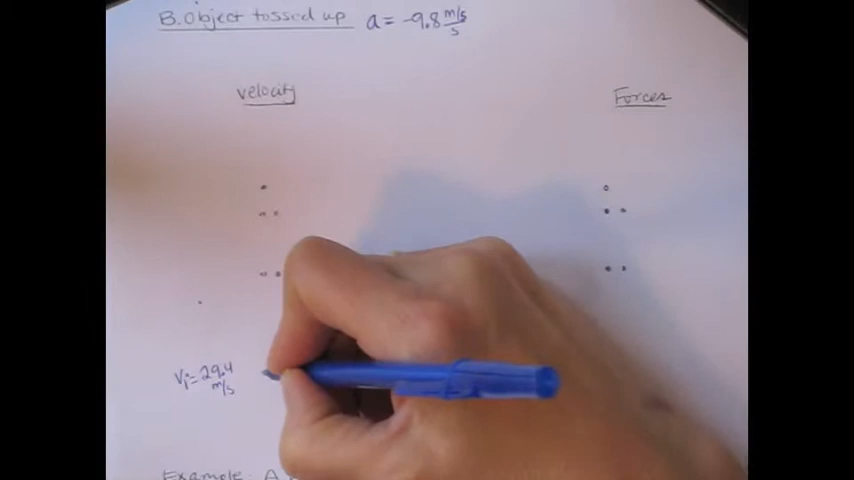 B. Object tossed up a = -9.8 m/s/s
Velocity
Forces
Vi = 29.4 m/s
Example: A